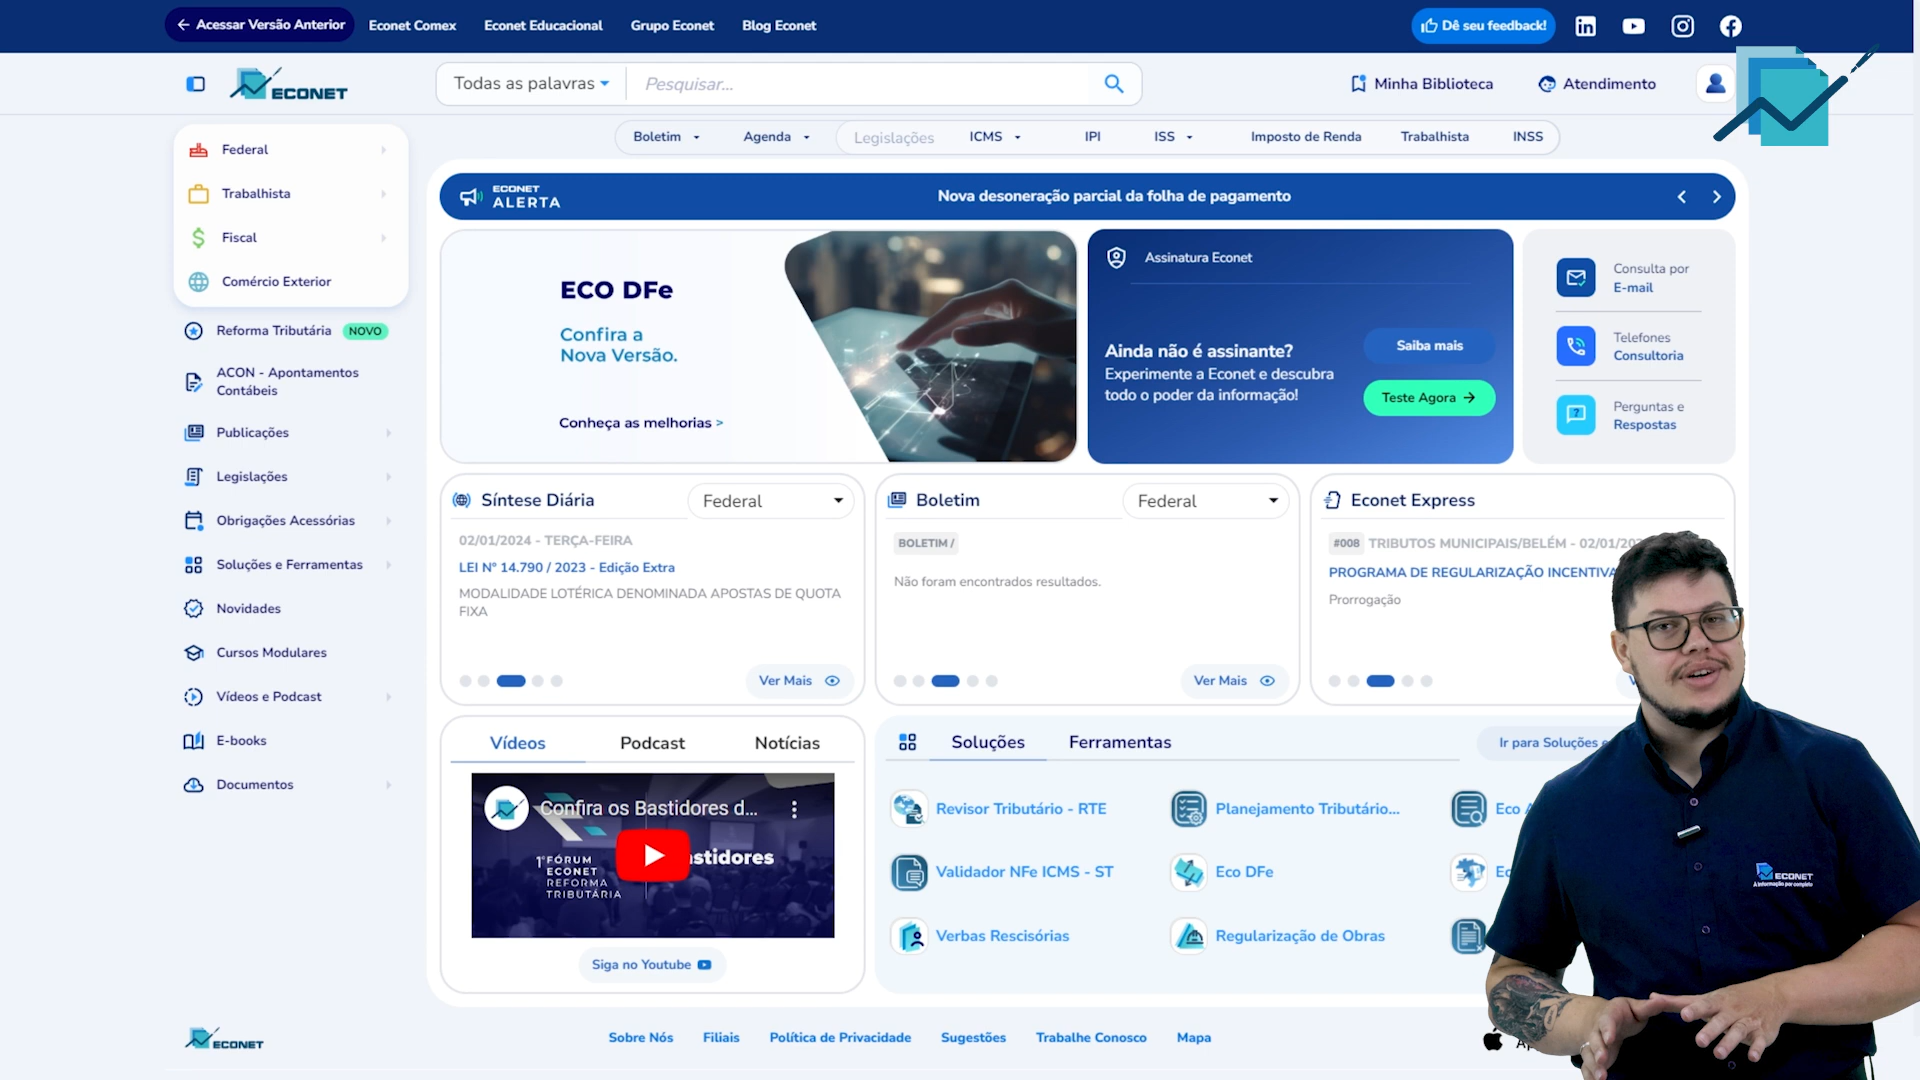 Acessar Versão Anterior
Econet Comex
Econet Educacional
Grupo Econet
Blog Econet
Dê seu feedback!
ECONET
Todas as palavras
Pesquisar...
Minha Biblioteca
Atendimento
Boletim
Agenda
Legislações
ICMS
IPI
ISS
Imposto de Renda
Trabalhista
INSS
Federal
Trabalhista
Fiscal
Comércio Exterior
Reforma Tributária NOVO
ACON - Apontamentos
Contábeis
Publicações
Legislações
Obrigações Acessórias
Soluções e Ferramentas
Novidades
Cursos Modulares
Vídeos e Podcast
E-books
Documentos
ECONET
ALERTA
Nova desoneração parcial da folha de pagamento
ECO DFe
Confira a
Nova Versão.
Conheça as melhorias >
Assinatura Econet
Ainda não é assinante?
Experimente a Econet e descubra
todo o poder da informação!
Saiba mais
Teste Agora
Consulta por
E-mail
Telefones
Consultoria
Perguntas e
Respostas
Síntese Diária
Federal
02/01/2024 - TERÇA-FEIRA
LEI Nº 14.790 / 2023 - Edição Extra
MODALIDADE LOTÉRICA DENOMINADA APOSTAS DE QUOTA
FIXA
Ver Mais
Boletim
Federal
BOLETIM /
Não foram encontrados resultados.
Ver Mais
Econet Express
#008 TRIBUTOS MUNICIPAIS/BELÉM - 02/01/202
PROGRAMA DE REGULARIZAÇÃO INCENTIVA
Prorrogação
Vídeos
Podcast
Notícias
Confira os Bastidores d...
1º FÓRUM
ECONET
REFORMA
TRIBUTÁRIA
astidores
Siga no Youtube
Soluções
Ferramentas
Ir para Soluções e
Revisor Tributário - RTE
Planejamento Tributário...
Eco
Validador NFe ICMS - ST
Eco DFe
Verbas Rescisórias
Regularização de Obras
ECONET
A informação por completo
ECONET
Sobre Nós
Filiais
Política de Privacidade
Sugestões
Trabalhe Conosco
Mapa